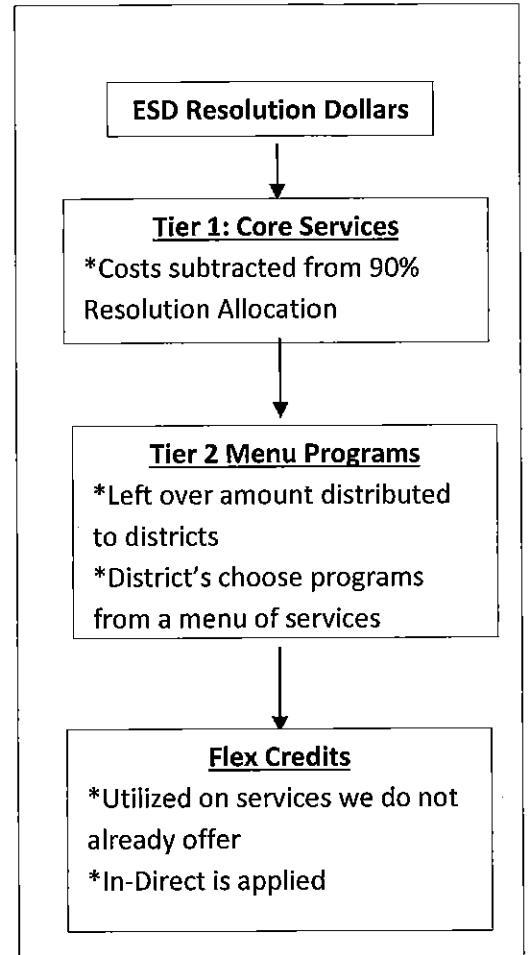 ESD Resolution Dollars
Tier 1: Core Services
*Costs subtracted from 90%
Resolution Allocation
Tier 2 Menu Programs
*Left over amount distributed
to districts
*District's choose programs
from a menu of services
Flex Credits
*Utilized on services we do not
already offer
*In-Direct is applied